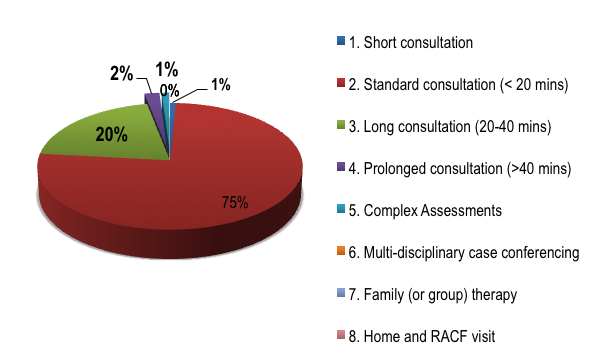 2%
1%
0%
1%
20%
75%
1. Short consultation
2. Standard consultation (< 20 mins)
3. Long consultation (20-40 mins)
4. Prolonged consultation (>40 mins)
5. Complex Assessments
6. Multi-disciplinary case conferencing
7. Family (or group) therapy
8. Home and RACF visit